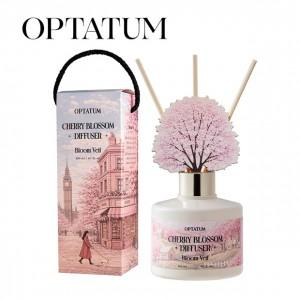 OPTATUM
OPTATUM
CHERRY BLOSSOM
DIFFUSER
Bloom Veil
OPTATUM
CHERRY BLOSSOM
DIFFUSER
Bloom Veil